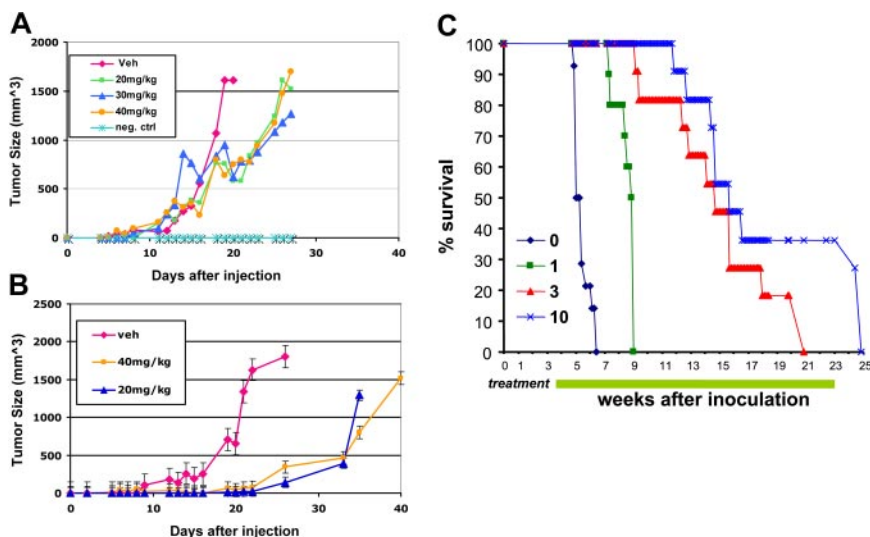 A
Tumor Size (mm^3)
2000
1500
1000
500
0
Veh
20mg/kg
30mg/kg
40mg/kg
neg. ctrl
0 10 20 30 40
Days after injection
B
Tumor Size (mm^3)
2500
2000
1500
1000
500
0
veh
40mg/kg
20mg/kg
0 10 20 30 40
Days after injection
C
% survival
100
90
80
70
60
50
40
30
20
10
0
0
1
3
10
0 1 3 5 7 9 11 13 15 17 19 21 23 25
treatment
weeks after inoculation